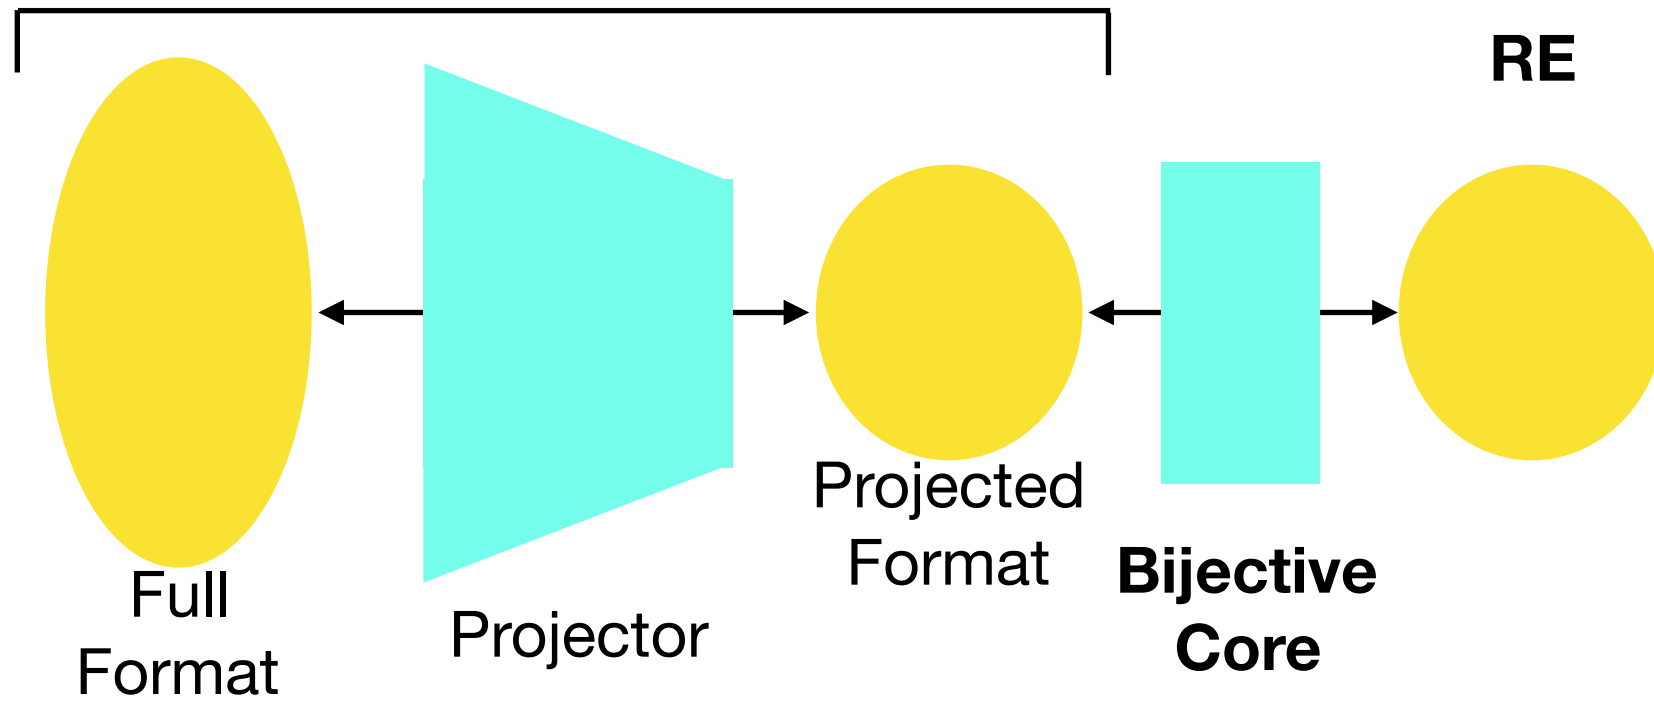 RE
Full
Format
Projector
Projected
Format
Bijective
Core